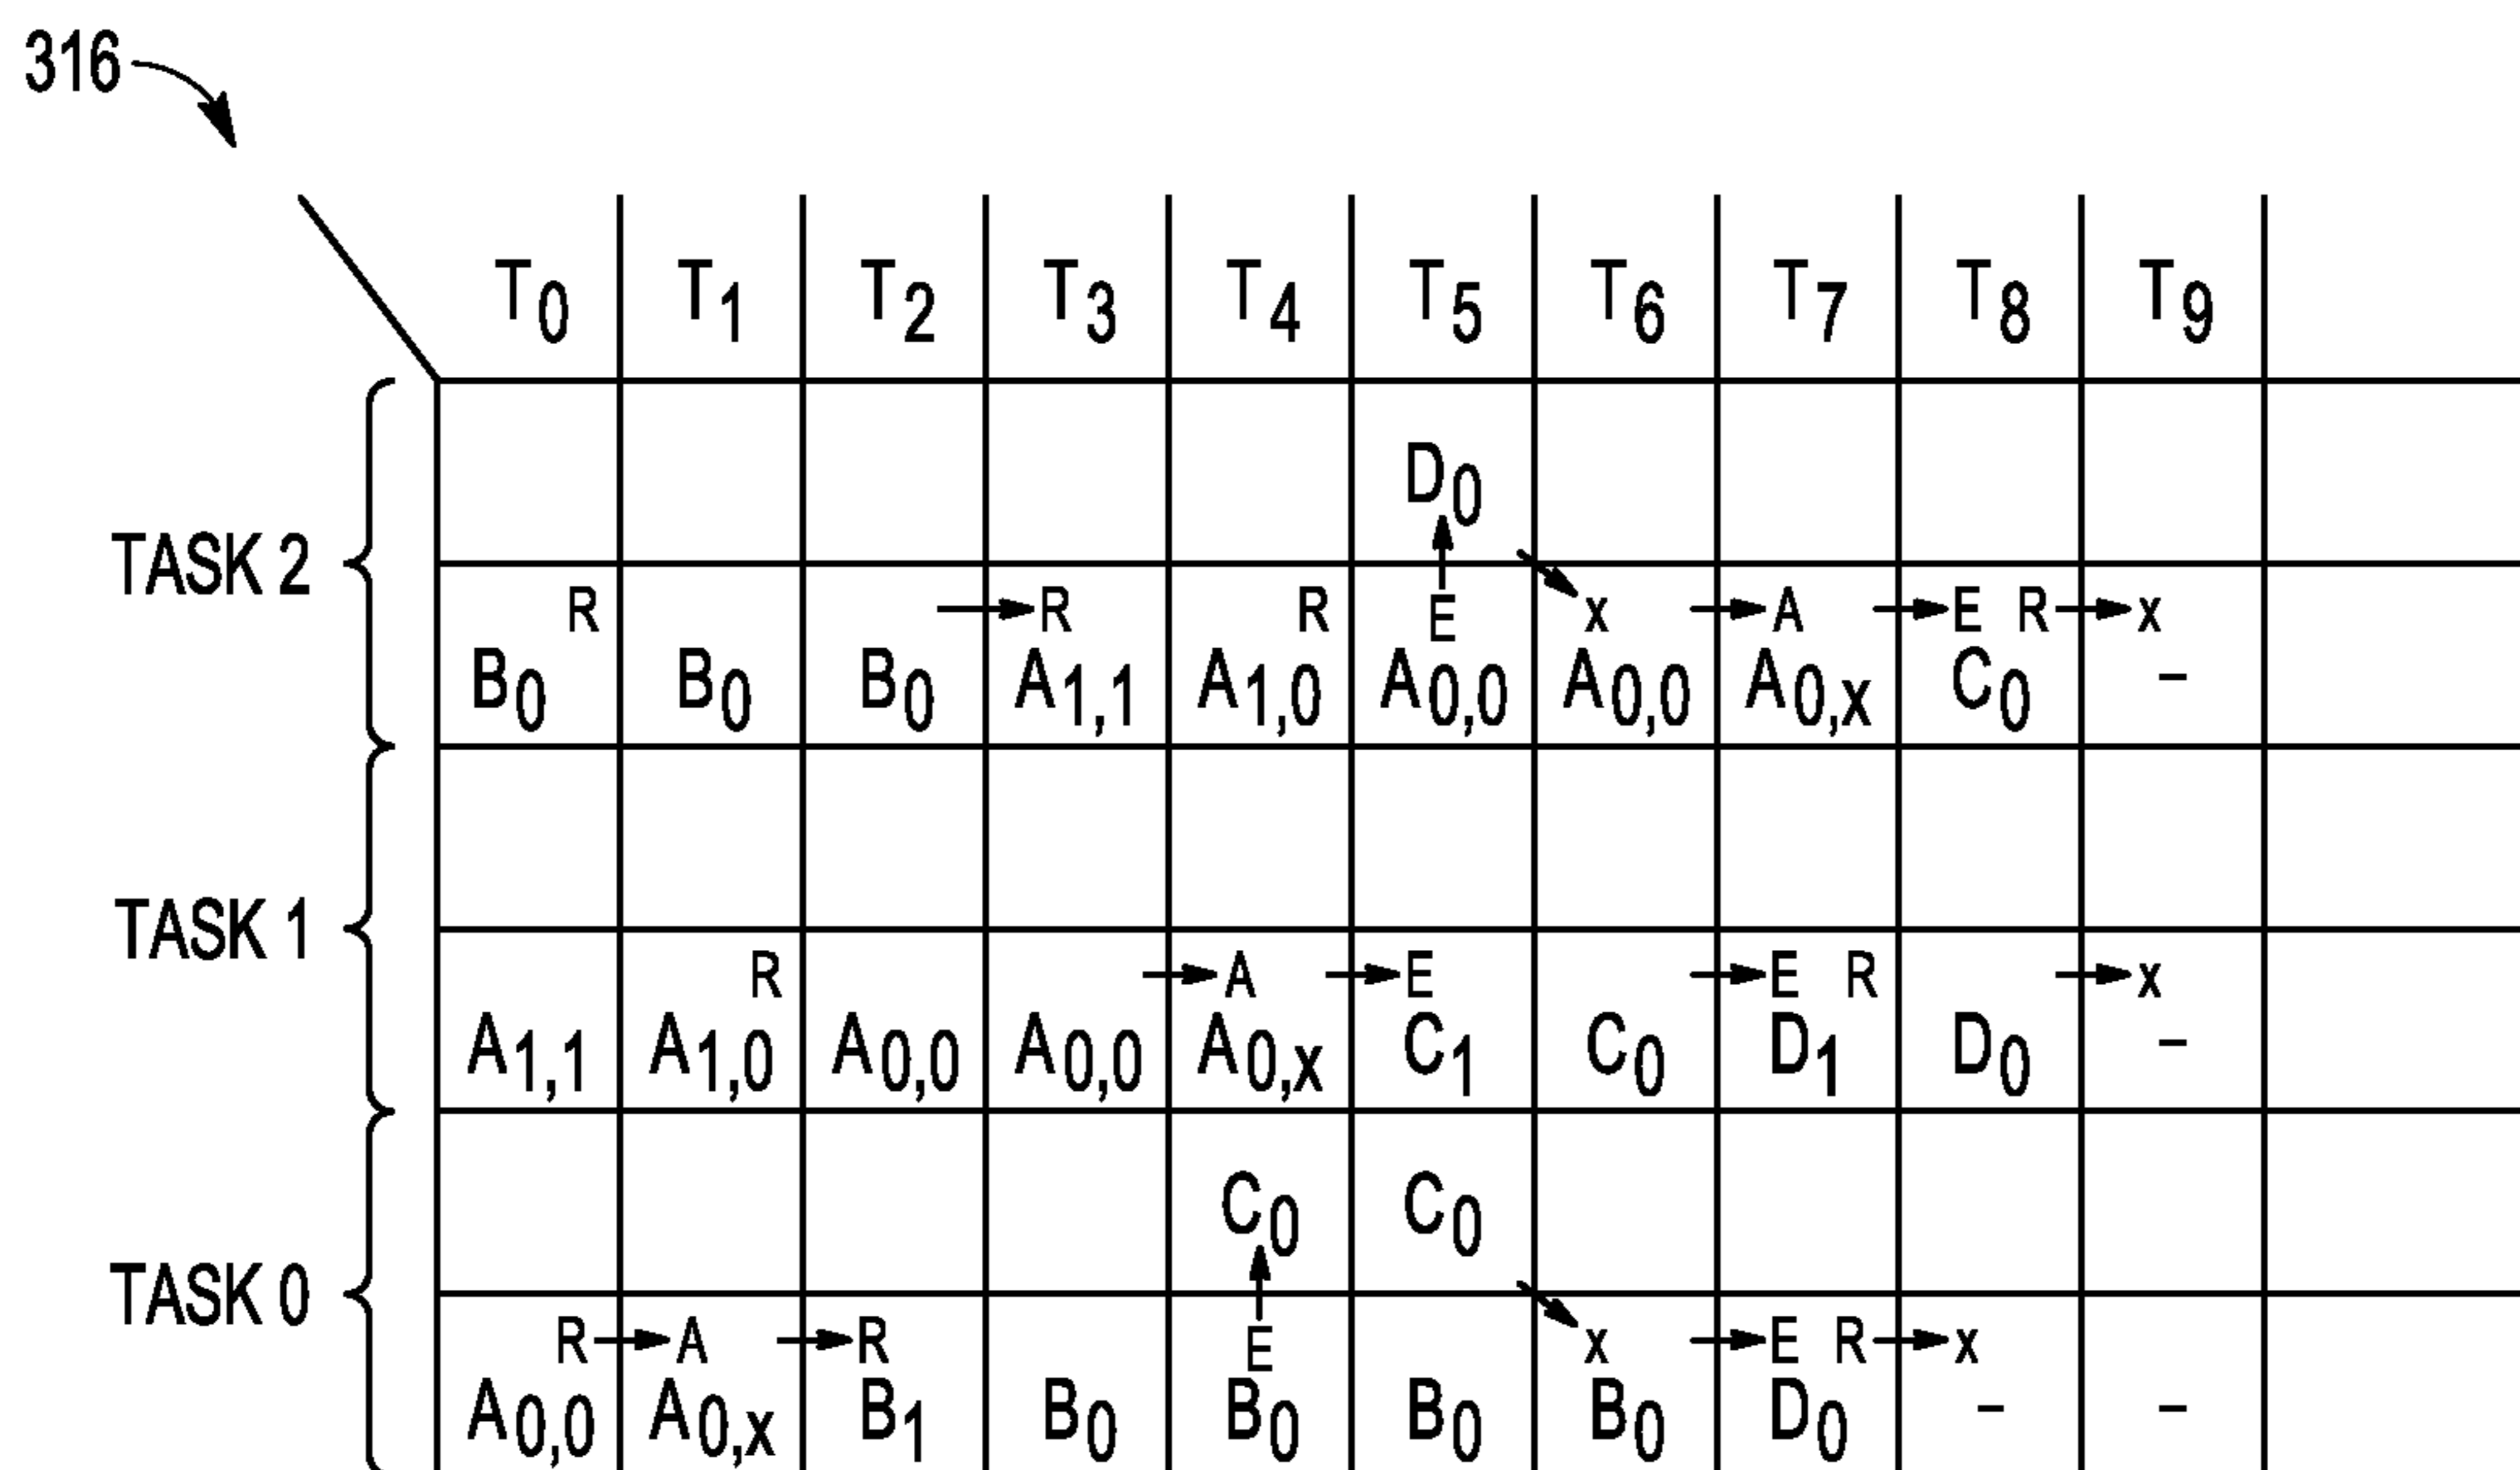 316
T0 T1 T2 T3 T4 T5 T6 T7 T8 T9
D0
TASK 2
R R R E x A E R x
B0 B0 B0 A1,1 A1,0 A0,0 A0,0 A0,x C0 -
TASK 1
R A E E R x
A1,1 A1,0 A0,0 A0,0 A0,x C1 C0 D1 D0 -
C0 C0
TASK 0
R A R E x E R x
A0,0 A0,x B1 B0 B0 B0 B0 D0 - -